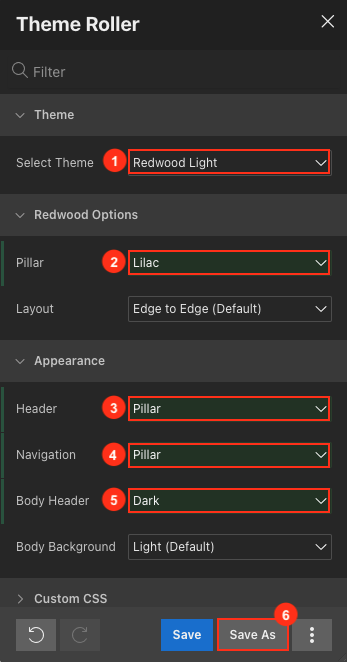 Theme Roller
Filter
Theme
Select Theme 1 Redwood Light
Redwood Options
Pillar 2 Lilac
Layout Edge to Edge (Default)
Appearance
Header 3 Pillar
Navigation 4 Pillar
Body Header 5 Dark
Body Background Light (Default)
Custom CSS
6
Save Save As